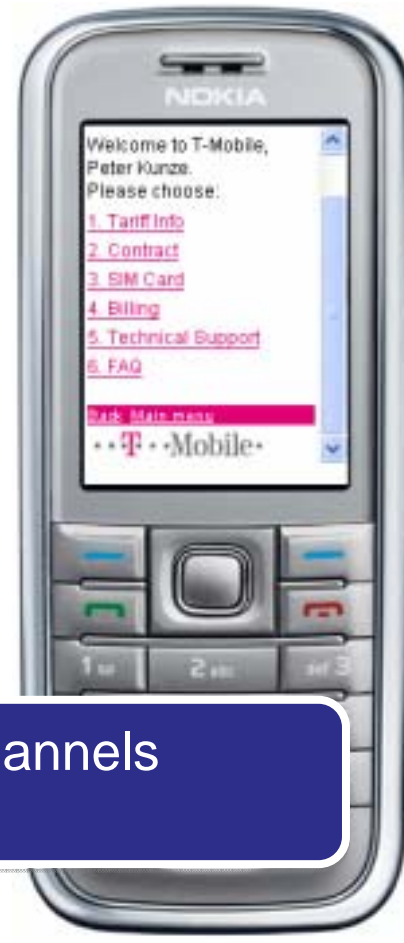 NOKIA
Welcome to T-Mobile,
Peter Kunze.
Please choose:
1. Tariff Info
2. Contract
3. SIM Card
4. Billing
5. Technical Support
6. FAQ
Back Main menu
··T··Mobile·
1
2 abc
def 3
annels